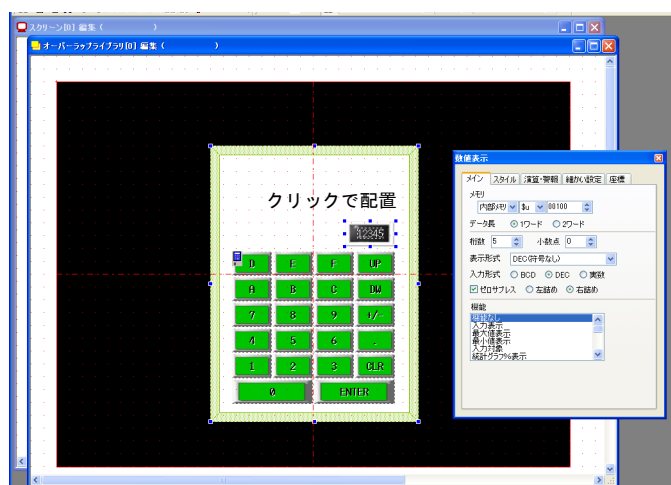 スクリーン[0] 編集 ( )
オーバーラップライブラリ[0] 編集 ( )
クリックで配置
12345
D E F UP
A B C DW
7 8 9 +/-
4 5 6 .
1 2 3 CLR
0 ENTER
数値表示
メイン スタイル 演算・警報 細かい設定 座標
メモリ
内部メモリ $u 00100
データ長 1ワード 2ワード
桁数 5 小数点 0
表示形式 DEC(符号なし)
入力形式 BCD DEC 実数
ゼロサプレス 左詰め 右詰め
機能
機能なし
入力表示
最大値表示
最小値表示
入力対象
統計グラフ%表示